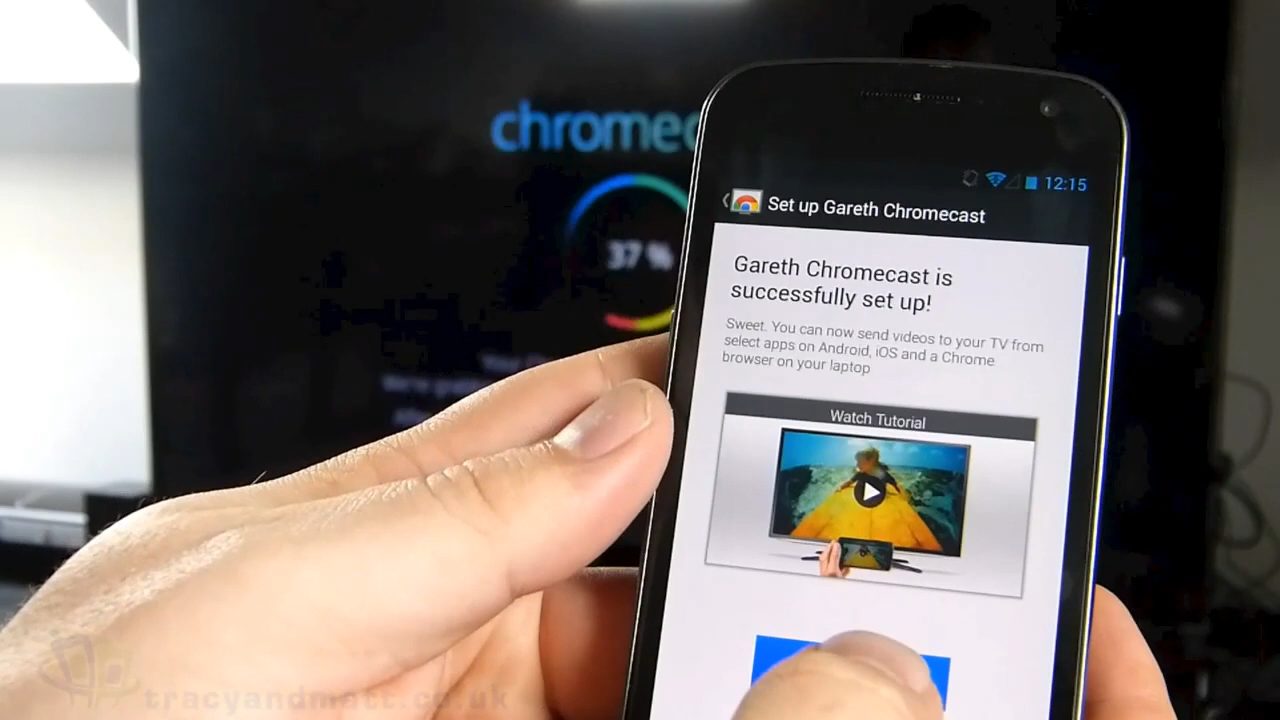 chromec
37 %
12:15
Set up Gareth Chromecast
Gareth Chromecast is
successfully set up!
Sweet. You can now send videos to your TV from
select apps on Android, iOS and a Chrome
browser on your laptop
Watch Tutorial
tracyandmatt.co.uk